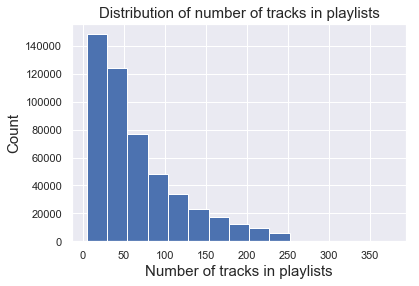 Distribution of number of tracks in playlists
140000
120000
100000
80000
60000
40000
20000
0
Count
0 50 100 150 200 250 300 350
Number of tracks in playlists